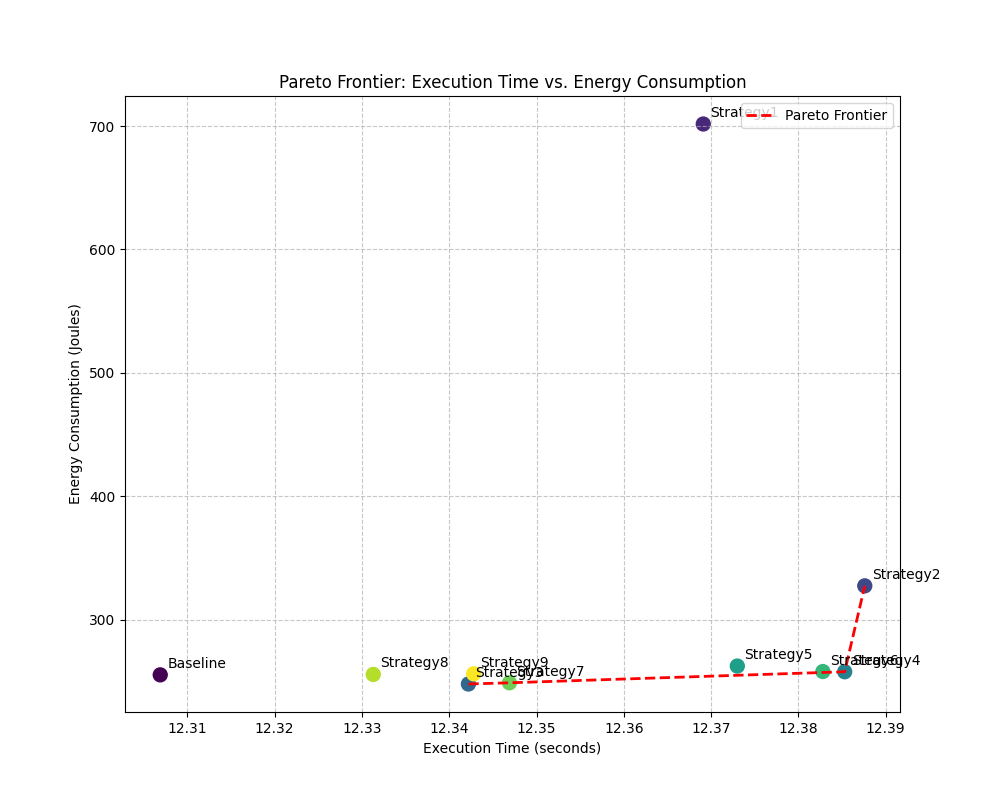 Pareto Frontier: Execution Time vs. Energy Consumption
Strategy1
Pareto Frontier
700
600
500
400
300
Energy Consumption (Joules)
Strategy2
Baseline
Strategy8
Strategy9
Strategy3
Strategy7
Strategy5
Strategy6
Strategy4
12.31 12.32 12.33 12.34 12.35 12.36 12.37 12.38 12.39
Execution Time (seconds)